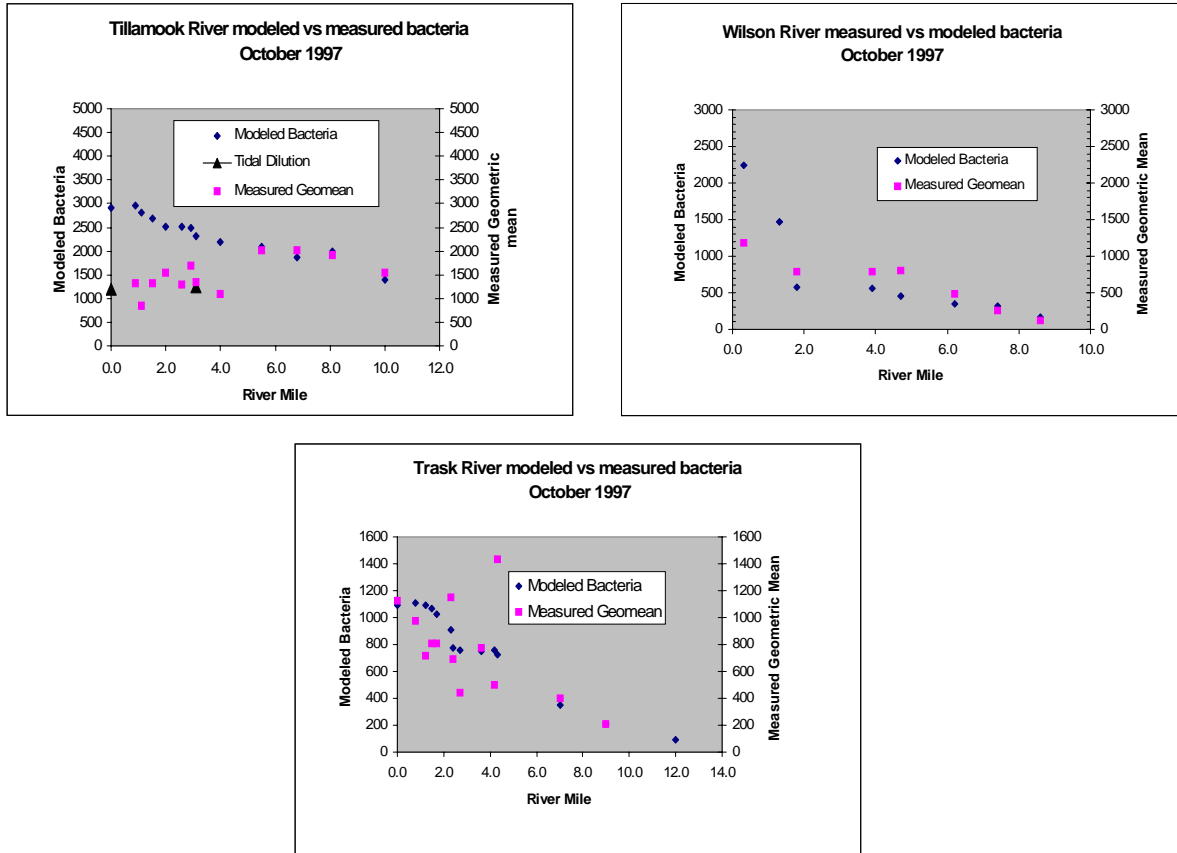 Tillamook River modeled vs measured bacteria
October 1997
5000
4500
4000
3500
3000
2500
2000
1500
1000
500
0
Modeled Bacteria
Modeled Bacteria
Tidal Dilution
Measured Geomean
5000
4500
4000
3500
3000
2500
2000
1500
1000
500
0
Measured Geometric
mean
0.0 2.0 4.0 6.0 8.0 10.0 12.0
River Mile
Wilson River measured vs modeled bacteria
October 1997
3000
2500
2000
1500
1000
500
0
Modeled Bacteria
Modeled Bacteria
Measured Geomean
3000
2500
2000
1500
1000
500
0
Measured Geometric Mean
0.0 2.0 4.0 6.0 8.0 10.0
River Mile
Trask River modeled vs measured bacteria
October 1997
1600
1400
1200
1000
800
600
400
200
0
Modeled Bacteria
Modeled Bacteria
Measured Geomean
1600
1400
1200
1000
800
600
400
200
0
Measured Geometric Mean
0.0 2.0 4.0 6.0 8.0 10.0 12.0 14.0
River Mile